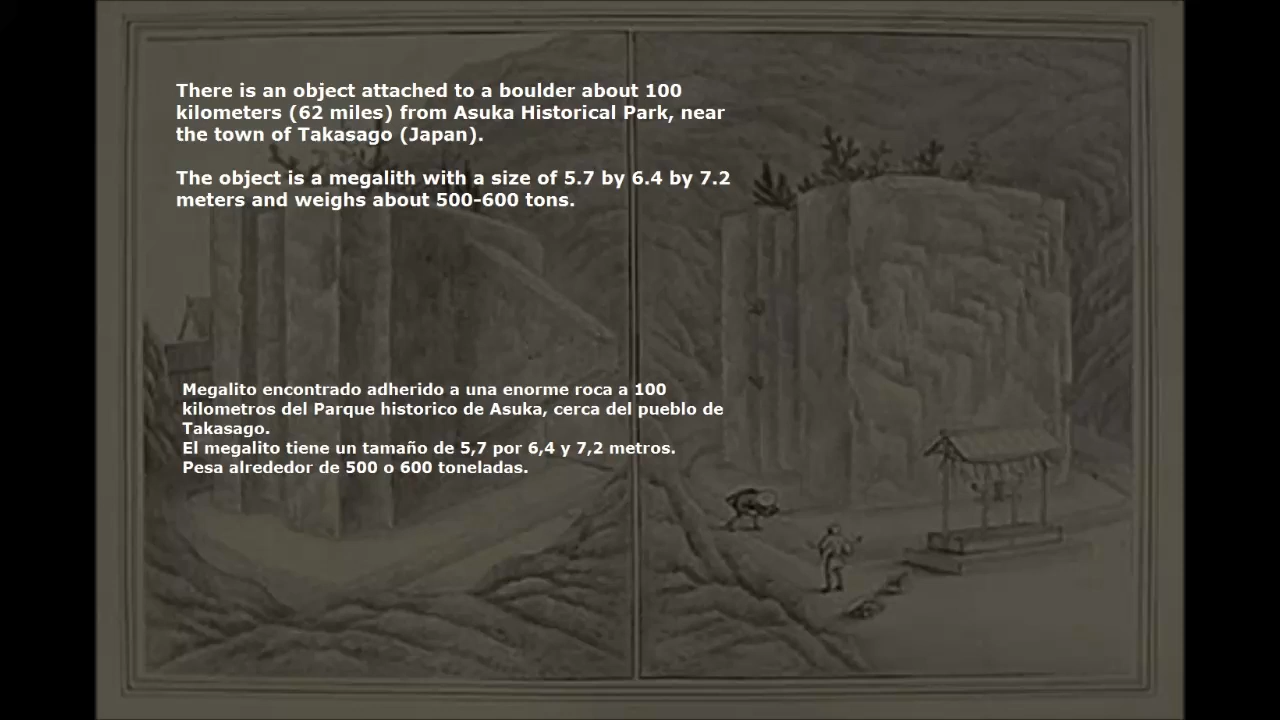 There is an object attached to a boulder about 100
kilometers (62 miles) from Asuka Historical Park, near
the town of Takasago (Japan).
The object is a megalith with a size of 5.7 by 6.4 by 7.2
meters and weighs about 500-600 tons.
Megalito encontrado adherido a una enorme roca a 100
kilometros del Parque historico de Asuka, cerca del pueblo de
Takasago.
El megalito tiene un tamaño de 5,7 por 6,4 y 7,2 metros.
Pesa alrededor de 500 o 600 toneladas.